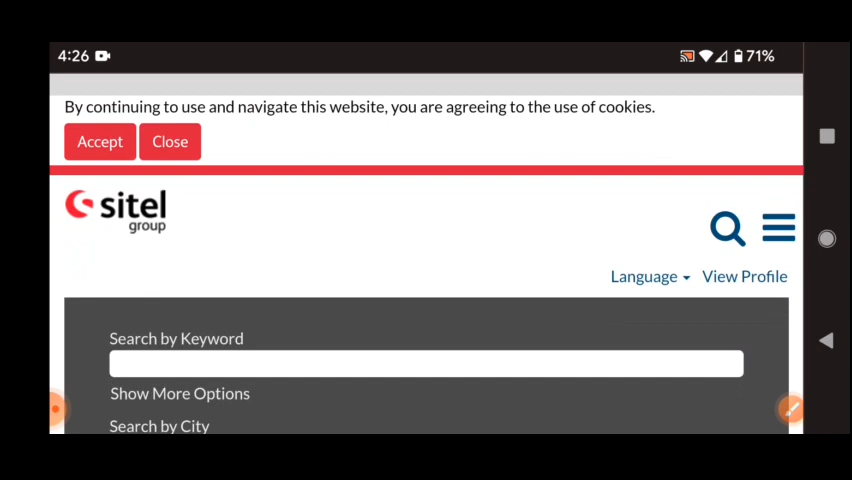 4:26
71%
By continuing to use and navigate this website, you are agreeing to the use of cookies.
Accept Close
sitel
group
Language View Profile
Search by Keyword
Show More Options
Search by City